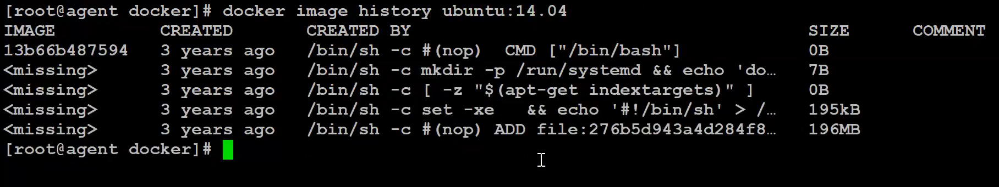 [root@agent docker]# docker image history ubuntu:14.04
IMAGE CREATED CREATED BY SIZE COMMENT
13b66b487594 3 years ago /bin/sh -c #(nop)  CMD ["/bin/bash"] 0B
<missing> 3 years ago /bin/sh -c mkdir -p /run/systemd && echo 'do… 7B
<missing> 3 years ago /bin/sh -c [ -z "$(apt-get indextargets)" ] 0B
<missing> 3 years ago /bin/sh -c set -xe   && echo '#!/bin/sh' > /… 195kB
<missing> 3 years ago /bin/sh -c #(nop) ADD file:276b5d943a4d284f8… 196MB
[root@agent docker]#